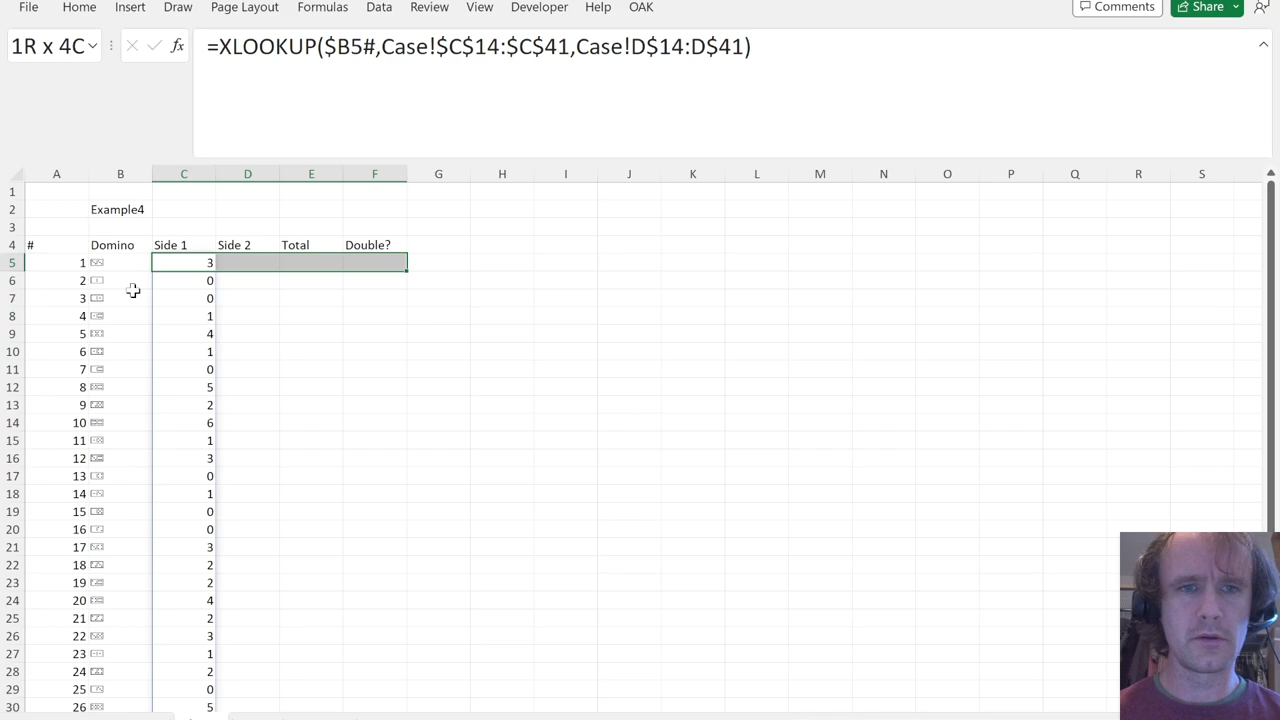 File Home Insert Draw Page Layout Formulas Data Review View Developer Help OAK Comments Share
1R x 4C fx =XLOOKUP($B5#,Case!$C$14:$C$41,Case!D$14:D$41)
A B C D E F G H I J K L M N O P Q R S
1
2 Example4
3
4 # Domino Side 1 Side 2 Total Double?
5 1 3
6 2 0
7 3 0
8 4 1
9 5 4
10 6 1
11 7 0
12 8 5
13 9 2
14 10 6
15 11 1
16 12 3
17 13 0
18 14 1
19 15 0
20 16 0
21 17 3
22 18 2
23 19 2
24 20 4
25 21 2
26 22 3
27 23 1
28 24 2
29 25 0
30 26 5